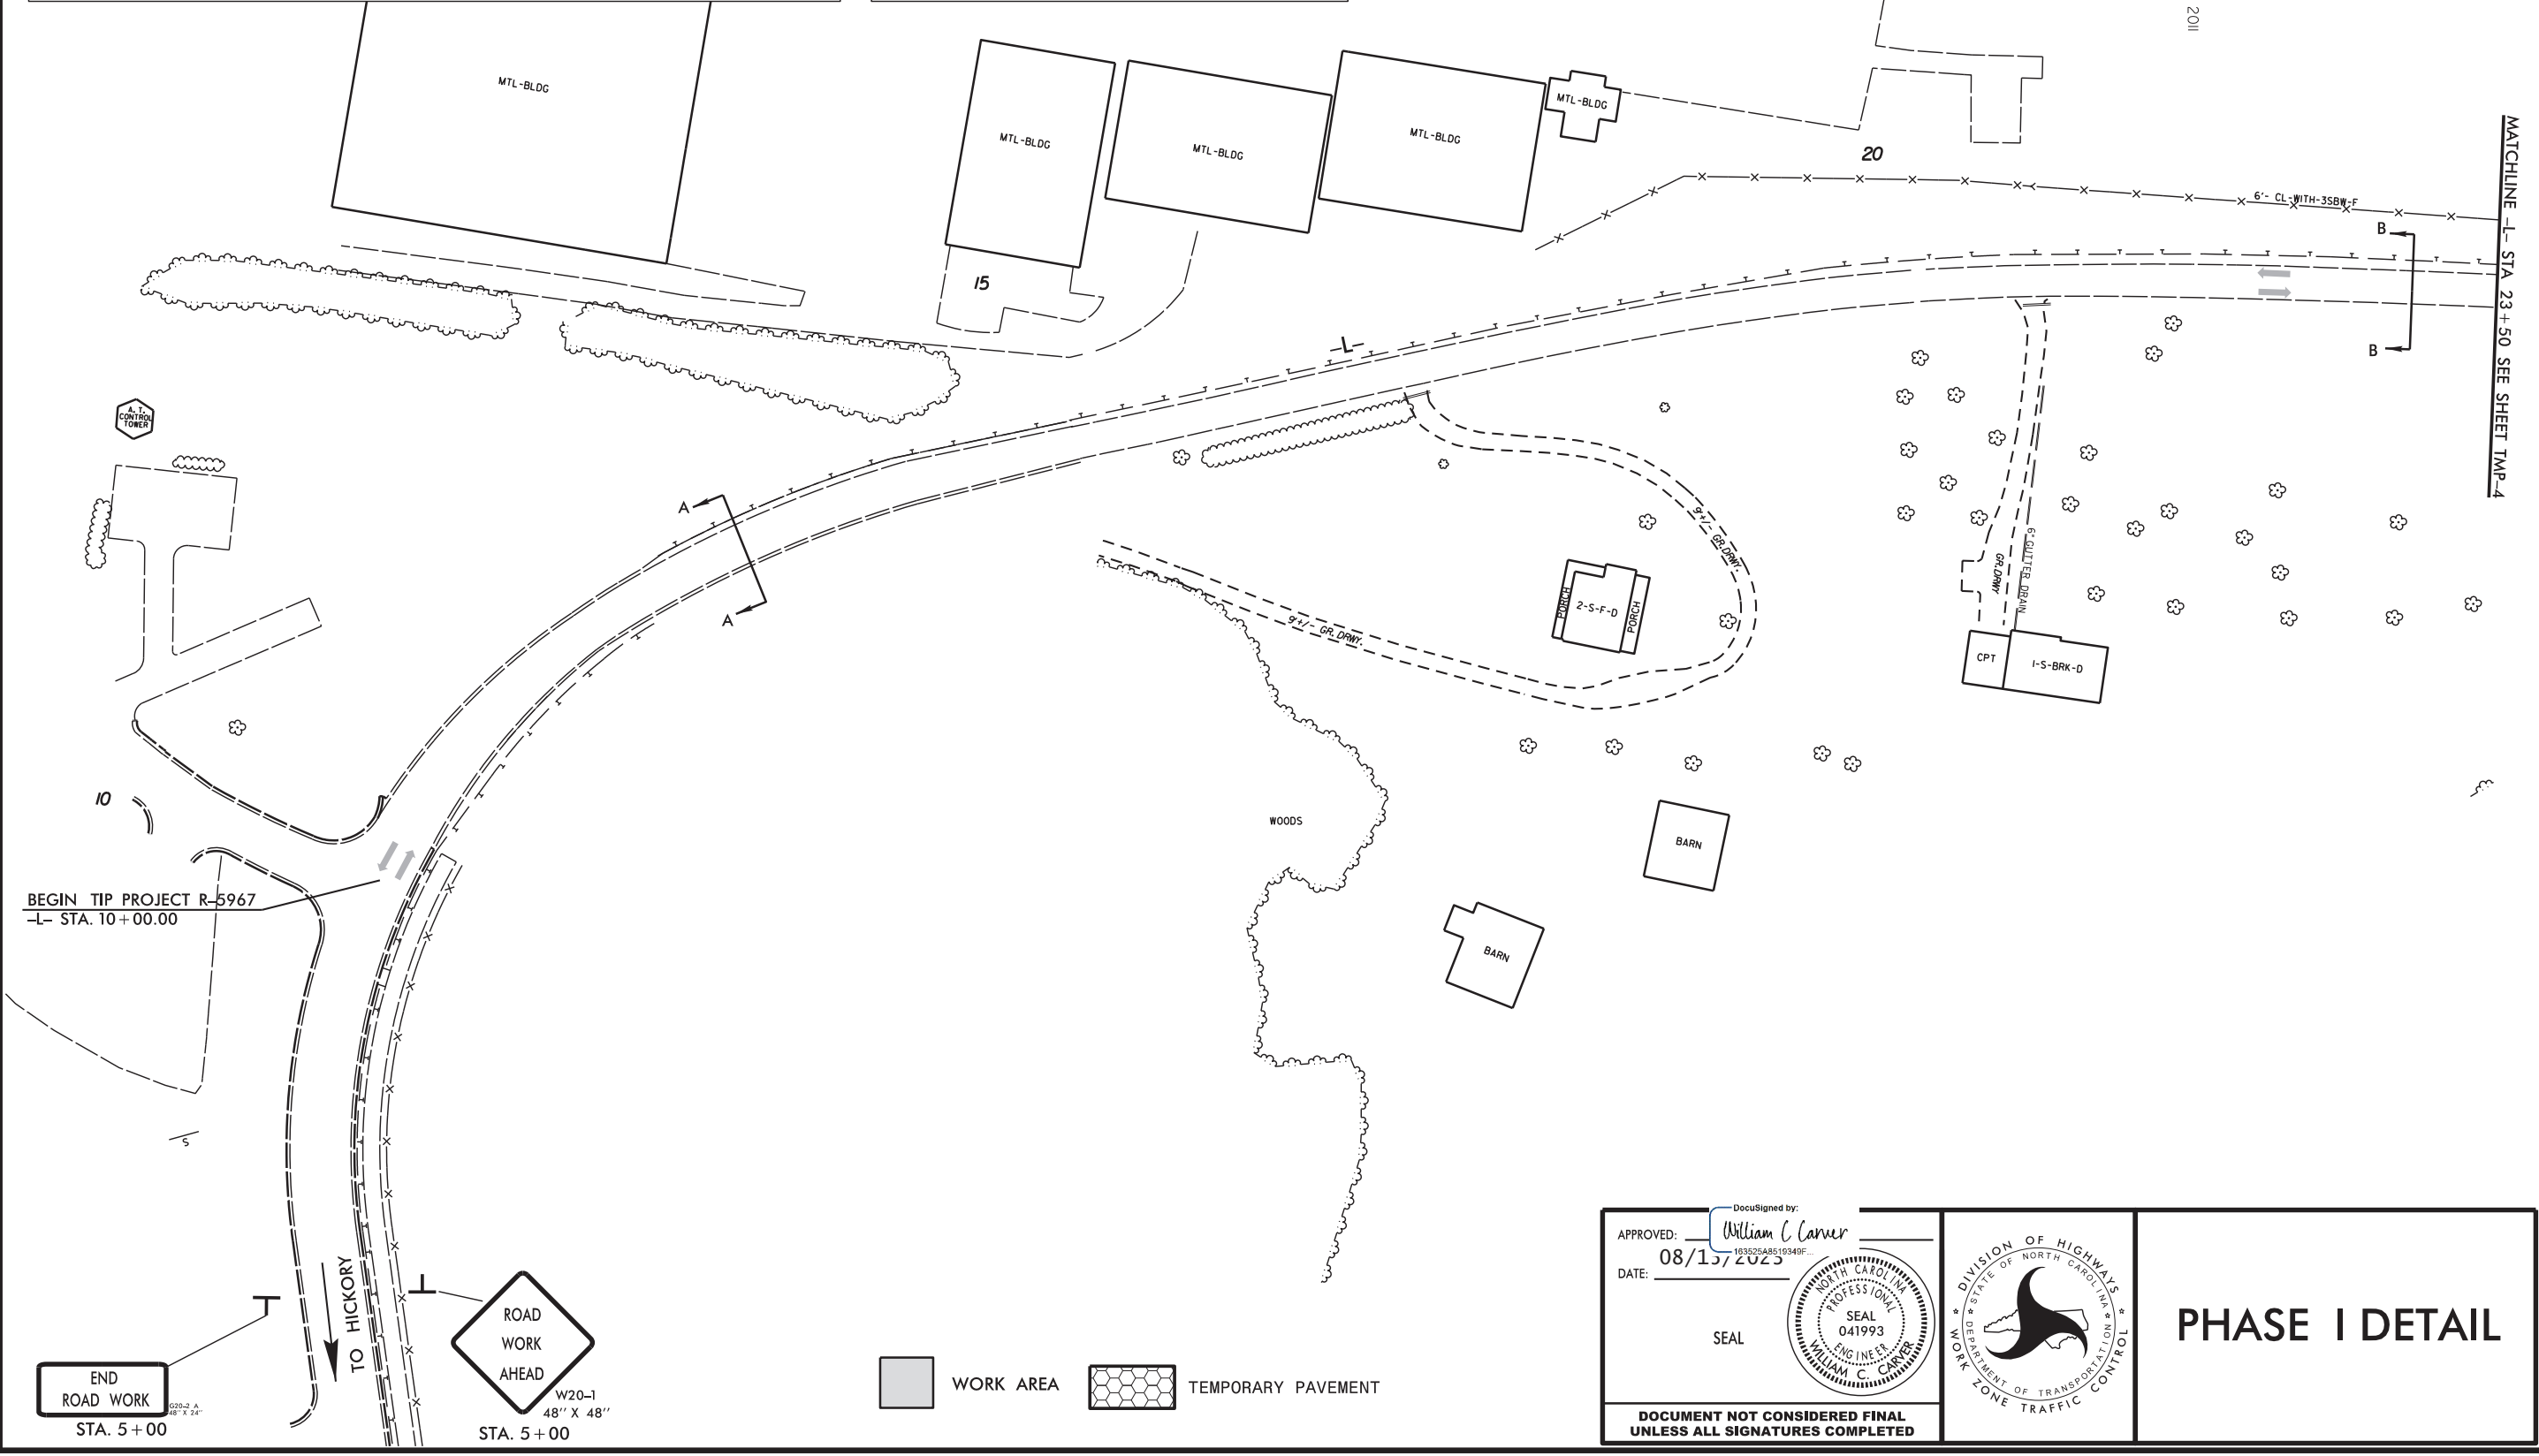 2011
MTL-BLDG
MTL-BLDG
MTL-BLDG
MTL-BLDG
MTL-BLDG
20
6'- CL-WITH-3SBW-F
MATCHLINE -L- STA 23+50 SEE SHEET TMP-4
B
B
15
-L-
A. T.
CONTROL
TOWER
A
A
9'+/- GR. DRWY.
9'+/- GR. DRWY.
6" GUTTER DRAIN
GR. DRWY
PORCH
2-S-F-D
PORCH
CPT
1-S-BRK-D
10
WOODS
BARN
BARN
BEGIN TIP PROJECT R-5967
-L- STA. 10+00.00
S
TO HICKORY
END
ROAD WORK
G20-2 A
48" X 24"
STA. 5+00
ROAD
WORK
AHEAD
W20-1
48" X 48"
STA. 5+00
WORK AREA
TEMPORARY PAVEMENT
DocuSigned by:
APPROVED:
William C Carver
163525A8519349F...
DATE:
SEAL
NORTH CAROLINA
PROFESSIONAL
SEAL
041993
ENGINEER
WILLIAM C. CARVER
DOCUMENT NOT CONSIDERED FINAL
UNLESS ALL SIGNATURES COMPLETED
DIVISION OF HIGHWAYS
STATE OF NORTH CAROLINA
DEPARTMENT OF TRANSPORTATION
WORK ZONE TRAFFIC CONTROL
PHASE I DETAIL